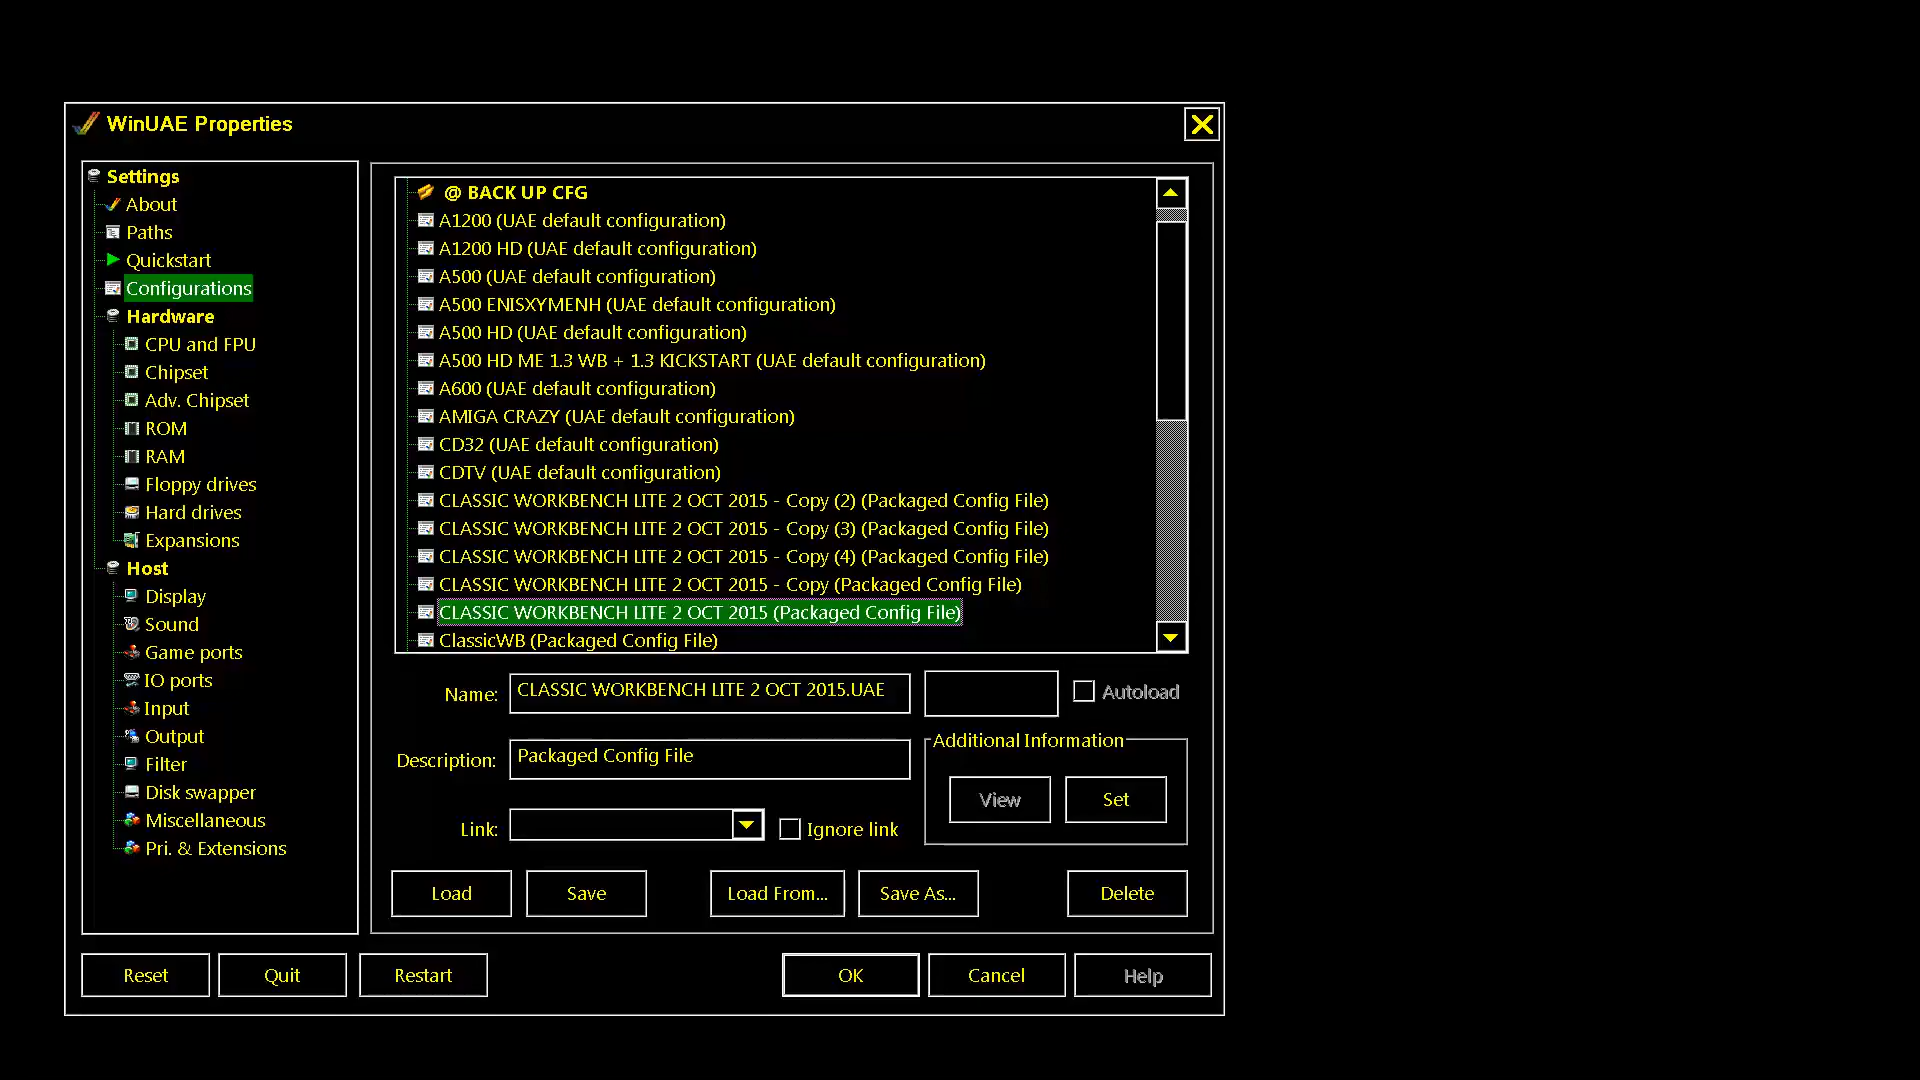 WinUAE Properties
Settings
About
Paths
Quickstart
Configurations
Hardware
CPU and FPU
Chipset
Adv. Chipset
ROM
RAM
Floppy drives
Hard drives
Expansions
Host
Display
Sound
Game ports
IO ports
Input
Output
Filter
Disk swapper
Miscellaneous
Pri. & Extensions
@ BACK UP CFG
A1200 (UAE default configuration)
A1200 HD (UAE default configuration)
A500 (UAE default configuration)
A500 ENISXYMENH (UAE default configuration)
A500 HD (UAE default configuration)
A500 HD ME 1.3 WB + 1.3 KICKSTART (UAE default configuration)
A600 (UAE default configuration)
AMIGA CRAZY (UAE default configuration)
CD32 (UAE default configuration)
CDTV (UAE default configuration)
CLASSIC WORKBENCH LITE 2 OCT 2015 - Copy (2) (Packaged Config File)
CLASSIC WORKBENCH LITE 2 OCT 2015 - Copy (3) (Packaged Config File)
CLASSIC WORKBENCH LITE 2 OCT 2015 - Copy (4) (Packaged Config File)
CLASSIC WORKBENCH LITE 2 OCT 2015 - Copy (Packaged Config File)
CLASSIC WORKBENCH LITE 2 OCT 2015 (Packaged Config File)
ClassicWB (Packaged Config File)
Name: CLASSIC WORKBENCH LITE 2 OCT 2015.UAE
Autoload
Description: Packaged Config File
Additional Information
View Set
Link:
Ignore link
Load Save Load From... Save As... Delete
Reset Quit Restart OK Cancel Help